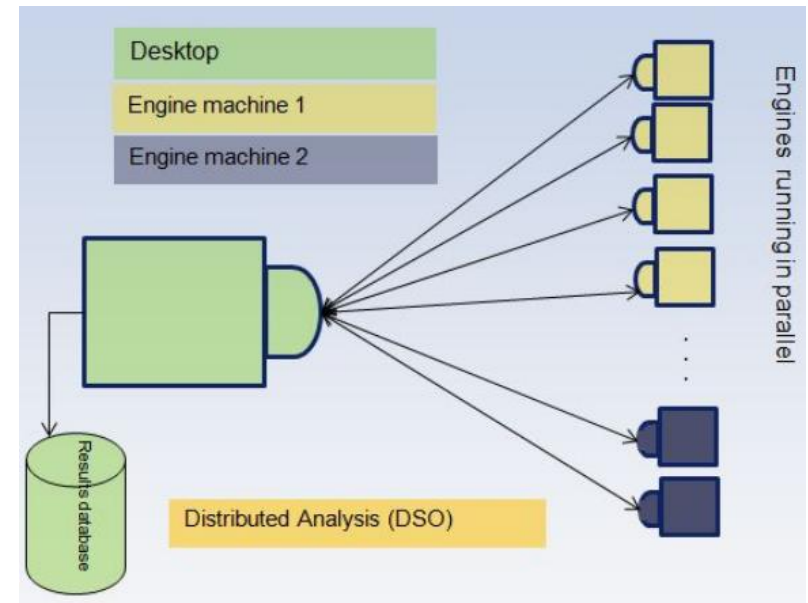 Desktop
Engine machine 1
Engine machine 2
Engines running in parallel
Results database
Distributed Analysis (DSO)